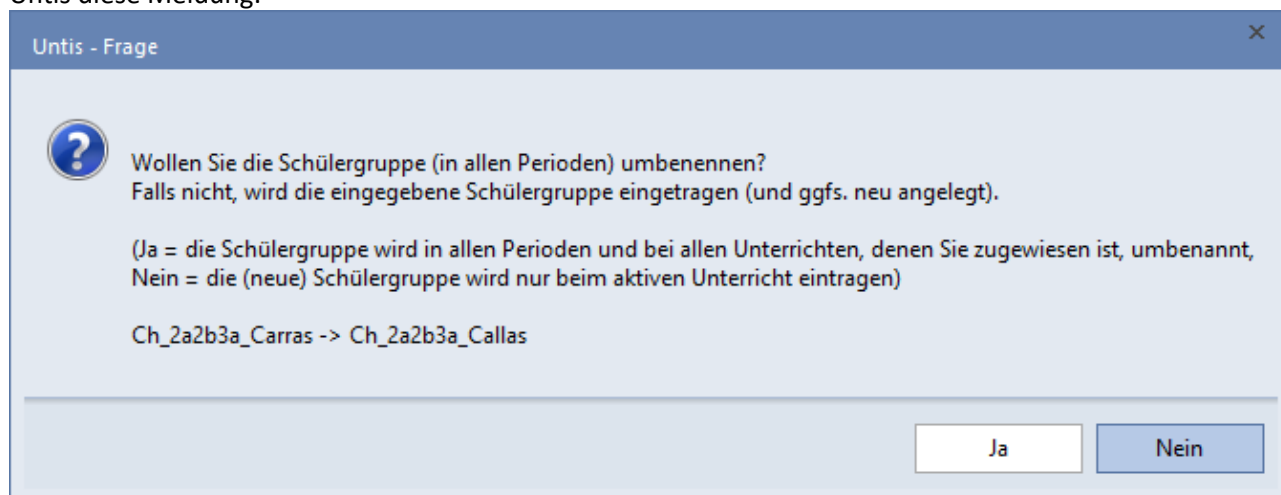 Untis diese Meldung:
Untis - Frage
Wollen Sie die Schülergruppe (in allen Perioden) umbenennen?
Falls nicht, wird die eingegebene Schülergruppe eingetragen (und ggfs. neu angelegt).
(Ja = die Schülergruppe wird in allen Perioden und bei allen Unterrichten, denen Sie zugewiesen ist, umbenannt,
Nein = die (neue) Schülergruppe wird nur beim aktiven Unterricht eintragen)
Ch_2a2b3a_Carras -> Ch_2a2b3a_Callas
Ja
Nein